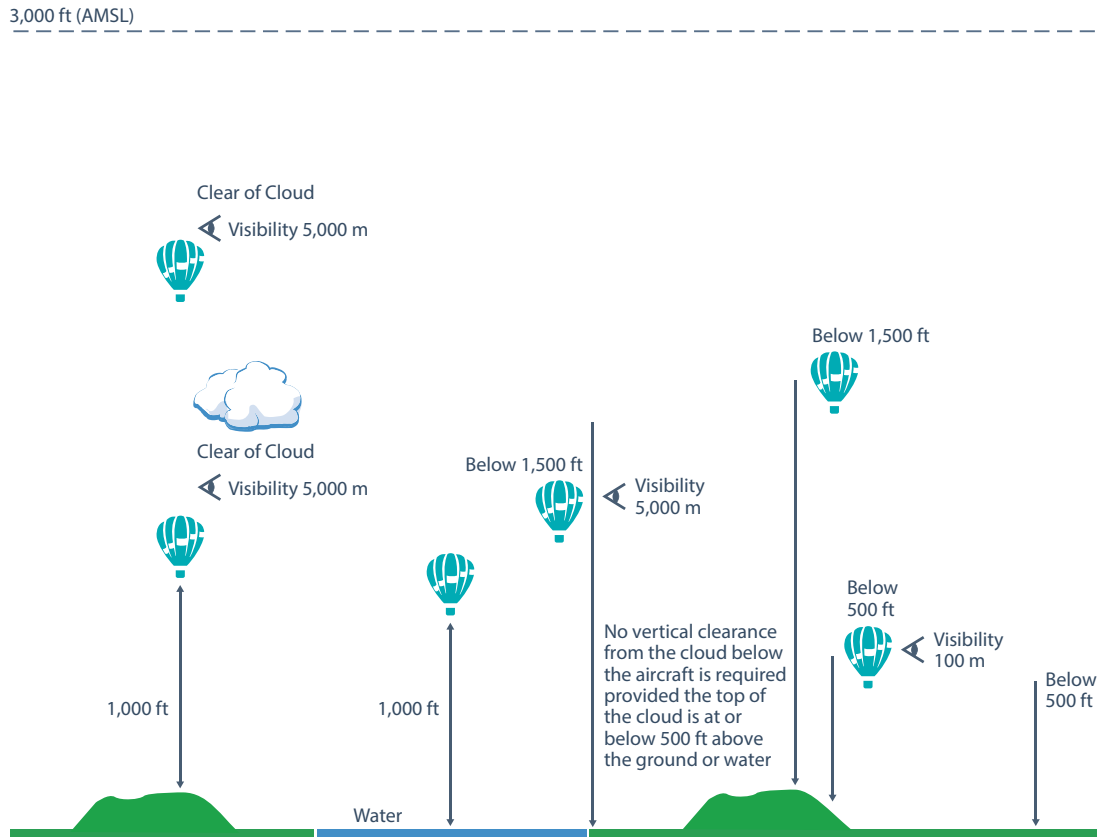 3,000 ft (AMSL)
Clear of Cloud
Visibility 5,000 m
Clear of Cloud
Visibility 5,000 m
1,000 ft
Below 1,500 ft
Visibility
5,000 m
1,000 ft
Water
No vertical clearance
from the cloud below
the aircraft is required
provided the top of
the cloud is at or
below 500 ft above
the ground or water
Below 1,500 ft
Below
500 ft
Visibility
100 m
Below
500 ft